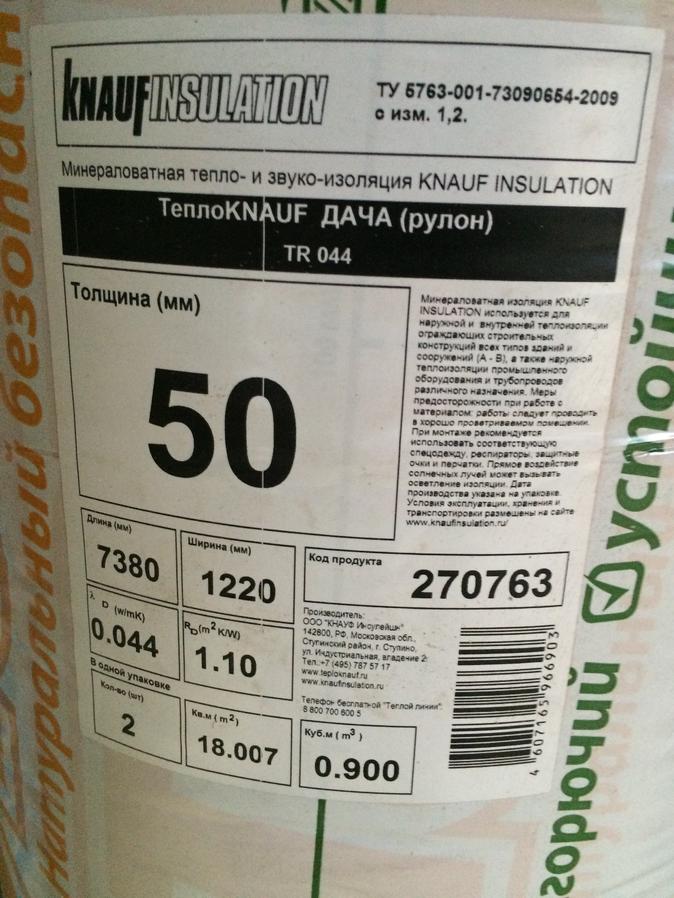 KNAUFINSULATION
ТУ 5763-001-73090654-2009
с изм. 1,2.
Минераловатная тепло- и звуко-изоляция KNAUF INSULATION
ТеплоKNAUF ДАЧА (рулон)
TR 044
Толщина (мм)
50
Минераловатная изоляция KNAUF
INSULATION используется для
наружной и внутренней теплоизоляции
ограждающих строительных
конструкций всех типов зданий и
сооружений (А - В), а также наружной
теплоизоляции промышленного
оборудования и трубопроводов
различного назначения. Меры
предосторожности при работе с
материалом: работы следует проводить
в хорошо проветриваемом помещении.
При монтаже рекомендуется
использовать соответствующую
спецодежду, респираторы, защитные
очки и перчатки. Прямое воздействие
солнечных лучей может вызывать
осветление изоляции. Дата
производства указана на упаковке.
Условия эксплуатации, хранения и
транспортировки размещены на сайте
www.knaufinsulation.ru/
Длина (мм)
7380
Ширина (мм)
1220
Код продукта
270763
λ D (w/mK)
0.044
RD(m² K/W)
1.10
Производитель:
ООО "КНАУФ Инсулейшн"
142800, РФ, Московская обл.,
Ступинский район, г. Ступино,
ул. Индустриальная, владение 2
Тел.:+7 (495) 787 57 17
www.teploknauf.ru
www.knaufinsulation.ru
Телефон бесплатной "Теплой линии":
8 800 700 600 5
В одной упаковке
Кол-во (шт)
2
Кв.м ( m² )
18.007
Куб.м ( m³ )
0.900
4 607165 966903
Натуральный безопасн
устойчи
горючий